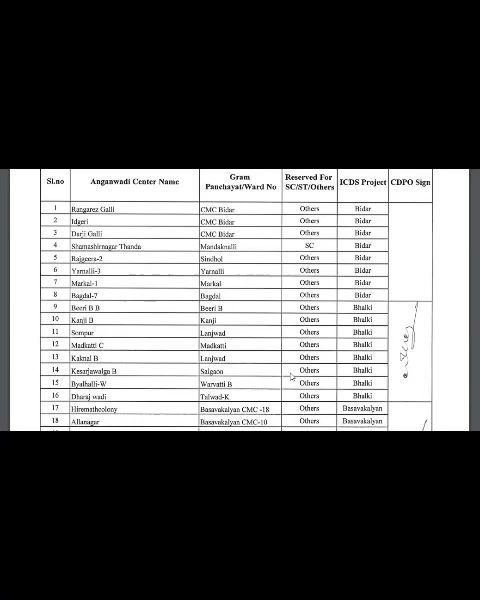 Sl.no Anganwadi Center Name Gram Panchayat/Ward No Reserved For SC/ST/Others ICDS Project CDPO Sign
1 Rangarez Galli CMC Bidar Others Bidar
2 Idgeri CMC Bidar Others Bidar
3 Darji Galli CMC Bidar Others Bidar
4 Shamashirnagar Thanda Mandaknalli SC Bidar
5 Rajgeera-2 Sindhol Others Bidar
6 Yarnalli-3 Yarnalli Others Bidar
7 Markal-1 Markal Others Bidar
8 Bagdal-7 Bagdal Others Bidar
9 Beeri B B Beeri B Others Bhalki
10 Kanji B Kanji Others Bhalki
11 Sompur Lanjwad Others Bhalki
12 Madkatti C Madkatti Others Bhalki
13 Kaknal B Lanjwad Others Bhalki
14 Kesarjawalga B Salgaon Others Bhalki
15 Byalhalli-W Warvatti B Others Bhalki
16 Dharaj wadi Talwad-K Others Bhalki
17 Hiremathcolony Basavakalyan CMC -18 Others Basavakalyan
18 Allanagar Basavakalyan CMC-10 Others Basavakalyan